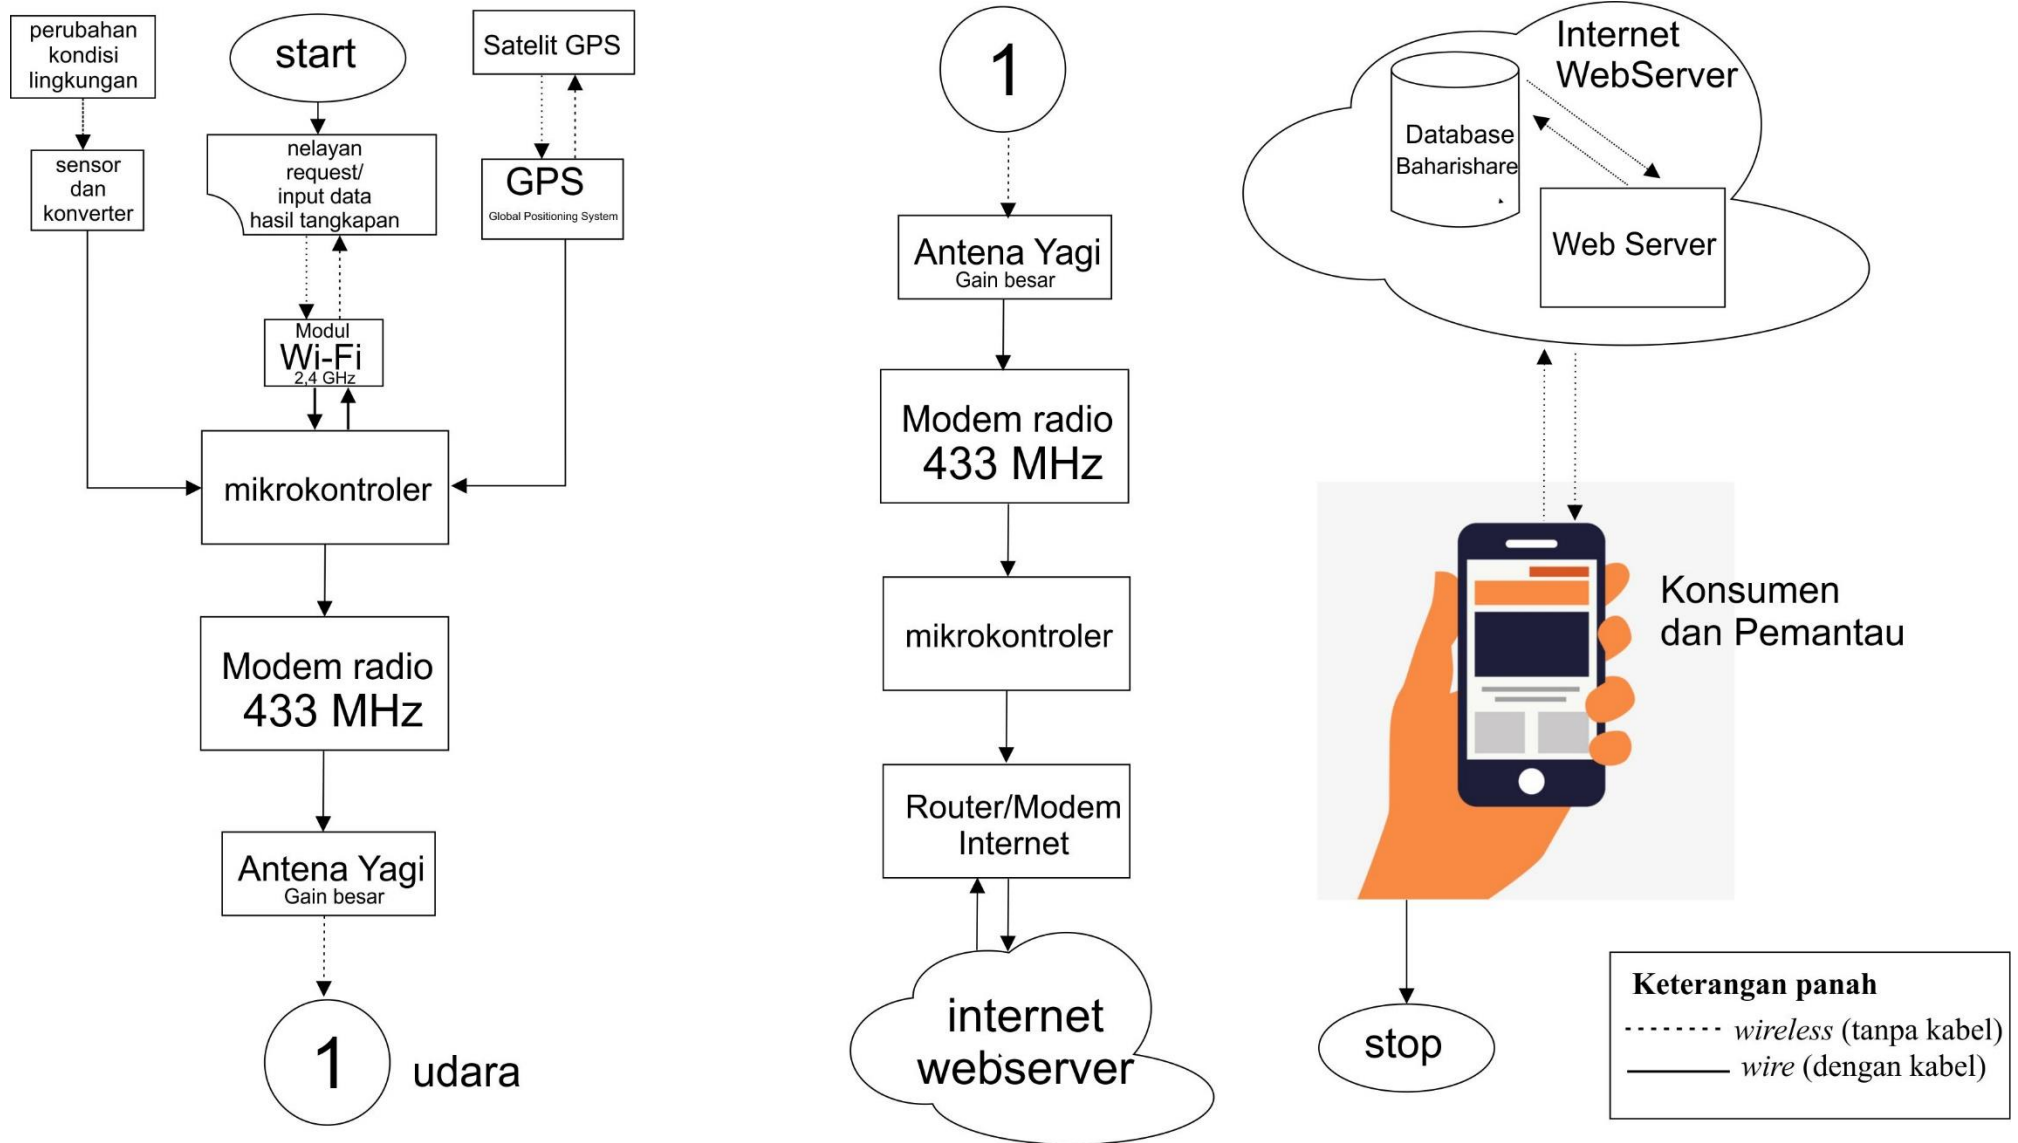 perubahan
kondisi
lingkungan
sensor
dan
konverter
start
nelayan
request/
input data
hasil tangkapan
Modul
Wi-Fi
2,4 GHz
Satelit GPS
GPS
Global Positioning System
mikrokontroler
Modem radio
433 MHz
Antena Yagi
Gain besar
1
udara
1
Antena Yagi
Gain besar
Modem radio
433 MHz
mikrokontroler
Router/Modem
Internet
internet
webserver
Internet
WebServer
Database
Baharishare
Web Server
Konsumen
dan Pemantau
stop
Keterangan panah
wireless (tanpa kabel)
wire (dengan kabel)